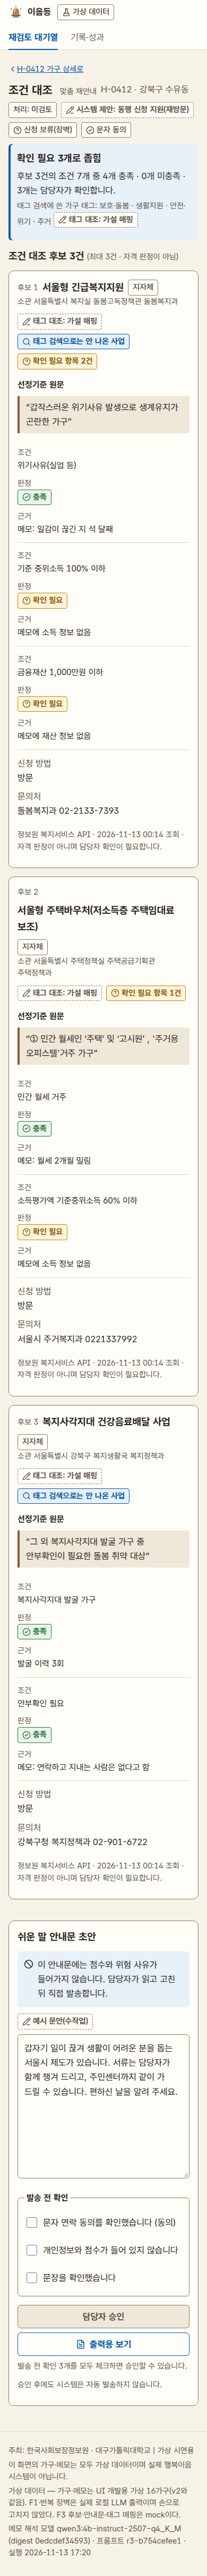 이음등 가상 데이터
재검토 대기열 기록·성과
H-0412 가구 상세로
조건 대조 맞춤 재안내 H-0412 · 강북구 수유동
처리: 미검토 시스템 제안: 동행 신청 지원(재방문)
신청 보류(장벽) 문자 동의
확인 필요 3개로 좁힘
후보 3건의 조건 7개 중 4개 충족 · 0개 미충족 ·
3개는 담당자가 확인합니다.
태그 검색에 쓴 가구 태그: 보호·돌봄 · 생활지원 · 안전·
위기 · 주거 태그 대조: 가설 매핑
조건 대조 후보 3건 (최대 3건 · 자격 판정이 아님)
후보 1 서울형 긴급복지지원 지자체
소관 서울특별시 복지실 돌봄고독정책관 돌봄복지과
태그 대조: 가설 매핑
태그 검색으로는 안 나온 사업
확인 필요 항목 2건
선정기준 원문
“갑작스러운 위기사유 발생으로 생계유지가
곤란한 가구”
조건
위기사유(실업 등)
판정
충족
근거
메모: 일감이 끊긴 지 석 달째
조건
기준 중위소득 100% 이하
판정
확인 필요
근거
메모에 소득 정보 없음
조건
금융재산 1,000만원 이하
판정
확인 필요
근거
메모에 재산 정보 없음
신청 방법
방문
문의처
돌봄복지과 02-2133-7393
정보원 복지서비스 API · 2026-11-13 00:14 조회 ·
자격 판정이 아니며 담당자 확인이 필요합니다.
후보 2
서울형 주택바우처(저소득층 주택임대료
보조)
지자체
소관 서울특별시 주택정책실 주택공급기획관
주택정책과
태그 대조: 가설 매핑 확인 필요 항목 1건
선정기준 원문
“① 민간 월세인 '주택' 및 '고시원' , '주거용
오피스텔'거주 가구”
조건
민간 월세 거주
판정
충족
근거
메모: 월세 2개월 밀림
조건
소득평가액 기준중위소득 60% 이하
판정
확인 필요
근거
메모에 소득 정보 없음
신청 방법
방문
문의처
서울시 주거복지과 0221337992
정보원 복지서비스 API · 2026-11-13 00:14 조회 ·
자격 판정이 아니며 담당자 확인이 필요합니다.
후보 3 복지사각지대 건강음료배달 사업
지자체
소관 서울특별시 강북구 복지생활국 복지정책과
태그 대조: 가설 매핑
태그 검색으로는 안 나온 사업
선정기준 원문
“그 외 복지사각지대 발굴 가구 중
안부확인이 필요한 돌봄 취약 대상”
조건
복지사각지대 발굴 가구
판정
충족
근거
발굴 이력 3회
조건
안부확인 필요
판정
충족
근거
메모: 연락하고 지내는 사람은 없다고 함
신청 방법
방문
문의처
강북구청 복지정책과 02-901-6722
정보원 복지서비스 API · 2026-11-13 00:14 조회 ·
자격 판정이 아니며 담당자 확인이 필요합니다.
쉬운 말 안내문 초안
이 안내문에는 점수와 위험 사유가
들어가지 않습니다. 담당자가 읽고 고친
뒤 직접 발송합니다.
예시 문안(수작업)
갑자기 일이 끊겨 생활이 어려운 분을 돕는
서울시 제도가 있습니다. 서류는 담당자가
함께 챙겨 드리고, 주민센터까지 같이 가
드릴 수 있습니다. 편하신 날을 알려 주세요.
발송 전 확인
문자 연락 동의를 확인했습니다 (동의)
개인정보와 점수가 들어 있지 않습니다
문장을 확인했습니다
담당자 승인
출력용 보기
발송 전 확인 3개를 모두 체크하면 승인할 수 있습니다.
승인 후에도 시스템은 자동 발송하지 않습니다.
주최: 한국사회보장정보원 · 대구가톨릭대학교 | 가상 시연용
이 화면의 가구·메모는 모두 가상 데이터이며 실제 행복이음
시스템이 아닙니다.
가상 데이터 — 가구·메모는 UI 개발용 가상 16가구(v2와
같음). F1·반복 장벽은 실제 로컬 LLM 출력이며 손으로
고치지 않았다. F3 후보·안내문·태그 매핑은 mock이다.
메모 해석 모델 qwen3:4b-instruct-2507-q4_K_M
(digest 0edcdef34593) · 프롬프트 r3-b754cefee1 ·
실행 2026-11-13 17:20